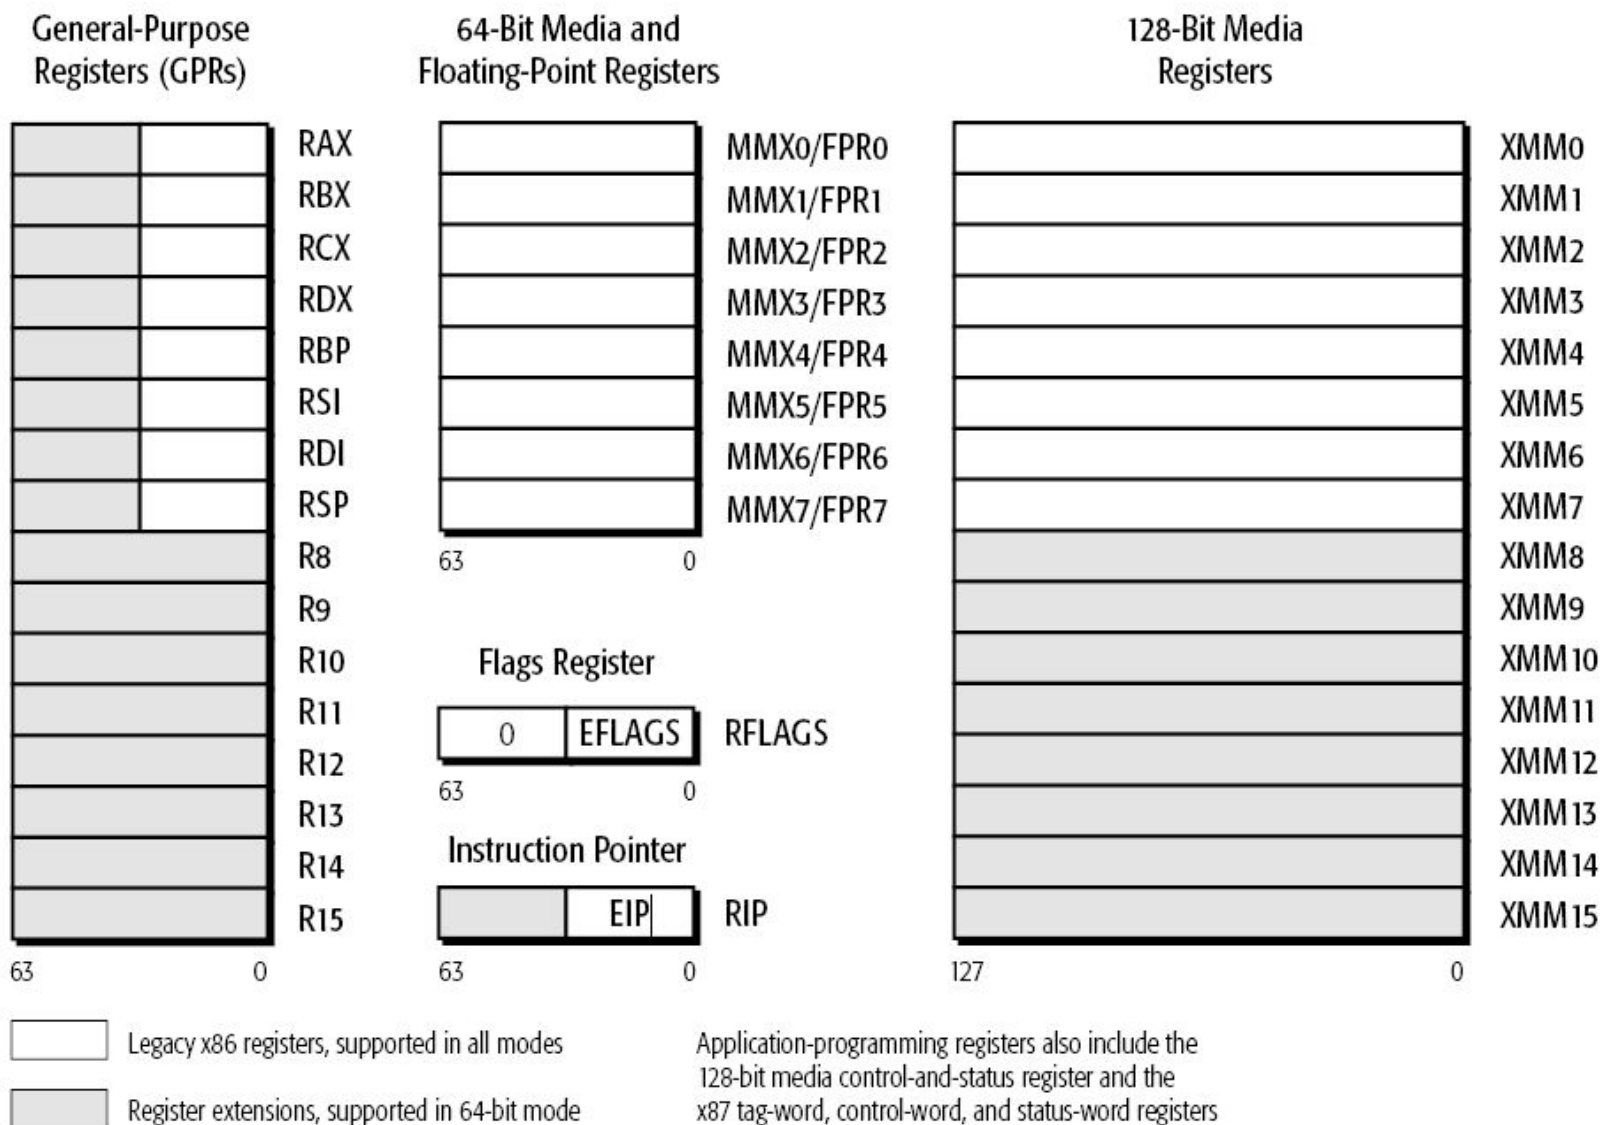 General-Purpose
Registers (GPRs)
RAX
RBX
RCX
RDX
RBP
RSI
RDI
RSP
R8
R9
R10
R11
R12
R13
R14
R15
63 0
64-Bit Media and
Floating-Point Registers
MMX0/FPR0
MMX1/FPR1
MMX2/FPR2
MMX3/FPR3
MMX4/FPR4
MMX5/FPR5
MMX6/FPR6
MMX7/FPR7
63 0
Flags Register
0 EFLAGS RFLAGS
63 0
Instruction Pointer
EIP RIP
63 0
128-Bit Media
Registers
XMM0
XMM1
XMM2
XMM3
XMM4
XMM5
XMM6
XMM7
XMM8
XMM9
XMM10
XMM11
XMM12
XMM13
XMM14
XMM15
127 0
Legacy x86 registers, supported in all modes
Register extensions, supported in 64-bit mode
Application-programming registers also include the
128-bit media control-and-status register and the
x87 tag-word, control-word, and status-word registers